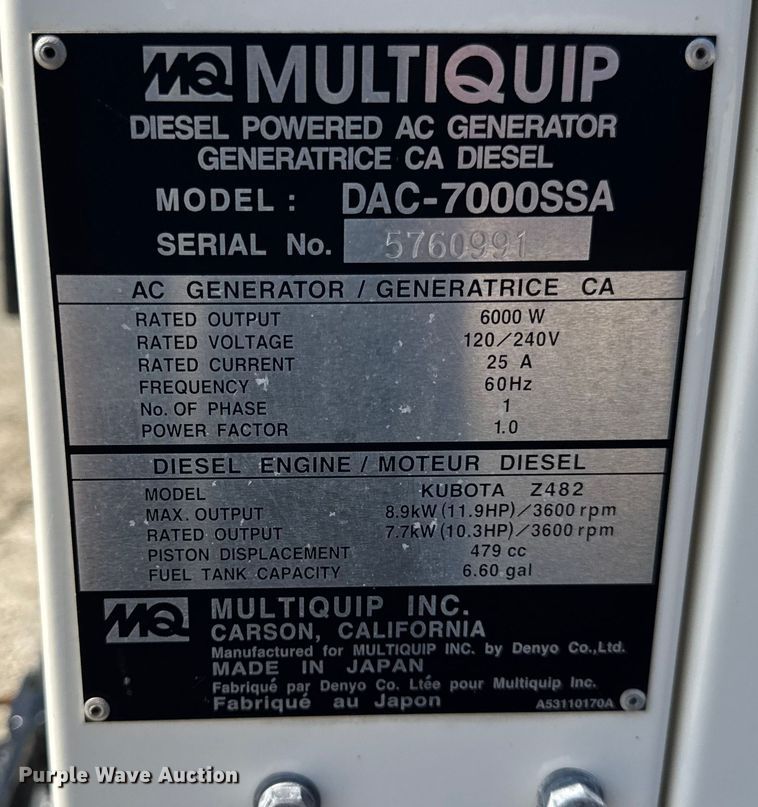 MQ MULTIQUIP
DIESEL POWERED AC GENERATOR
GENERATRICE CA DIESEL
MODEL : DAC-7000SSA
SERIAL No. 5760991
AC GENERATOR / GENERATRICE CA
RATED OUTPUT 6000 W
RATED VOLTAGE 120/240V
RATED CURRENT 25 A
FREQUENCY 60Hz
No. OF PHASE 1
POWER FACTOR 1.0
DIESEL ENGINE / MOTEUR DIESEL
MODEL KUBOTA Z482
MAX. OUTPUT 8.9kW (11.9HP)/3600 rpm
RATED OUTPUT 7.7kW (10.3HP)/3600 rpm
PISTON DISPLACEMENT 479 cc
FUEL TANK CAPACITY 6.60 gal
MQ MULTIQUIP INC.
CARSON, CALIFORNIA
Manufactured for MULTIQUIP INC. by Denyo Co.,Ltd.
MADE IN JAPAN
Fabriqué par Denyo Co. Ltée pour Multiquip Inc.
Fabriqué au Japon A53110170A
Purple Wave Auction